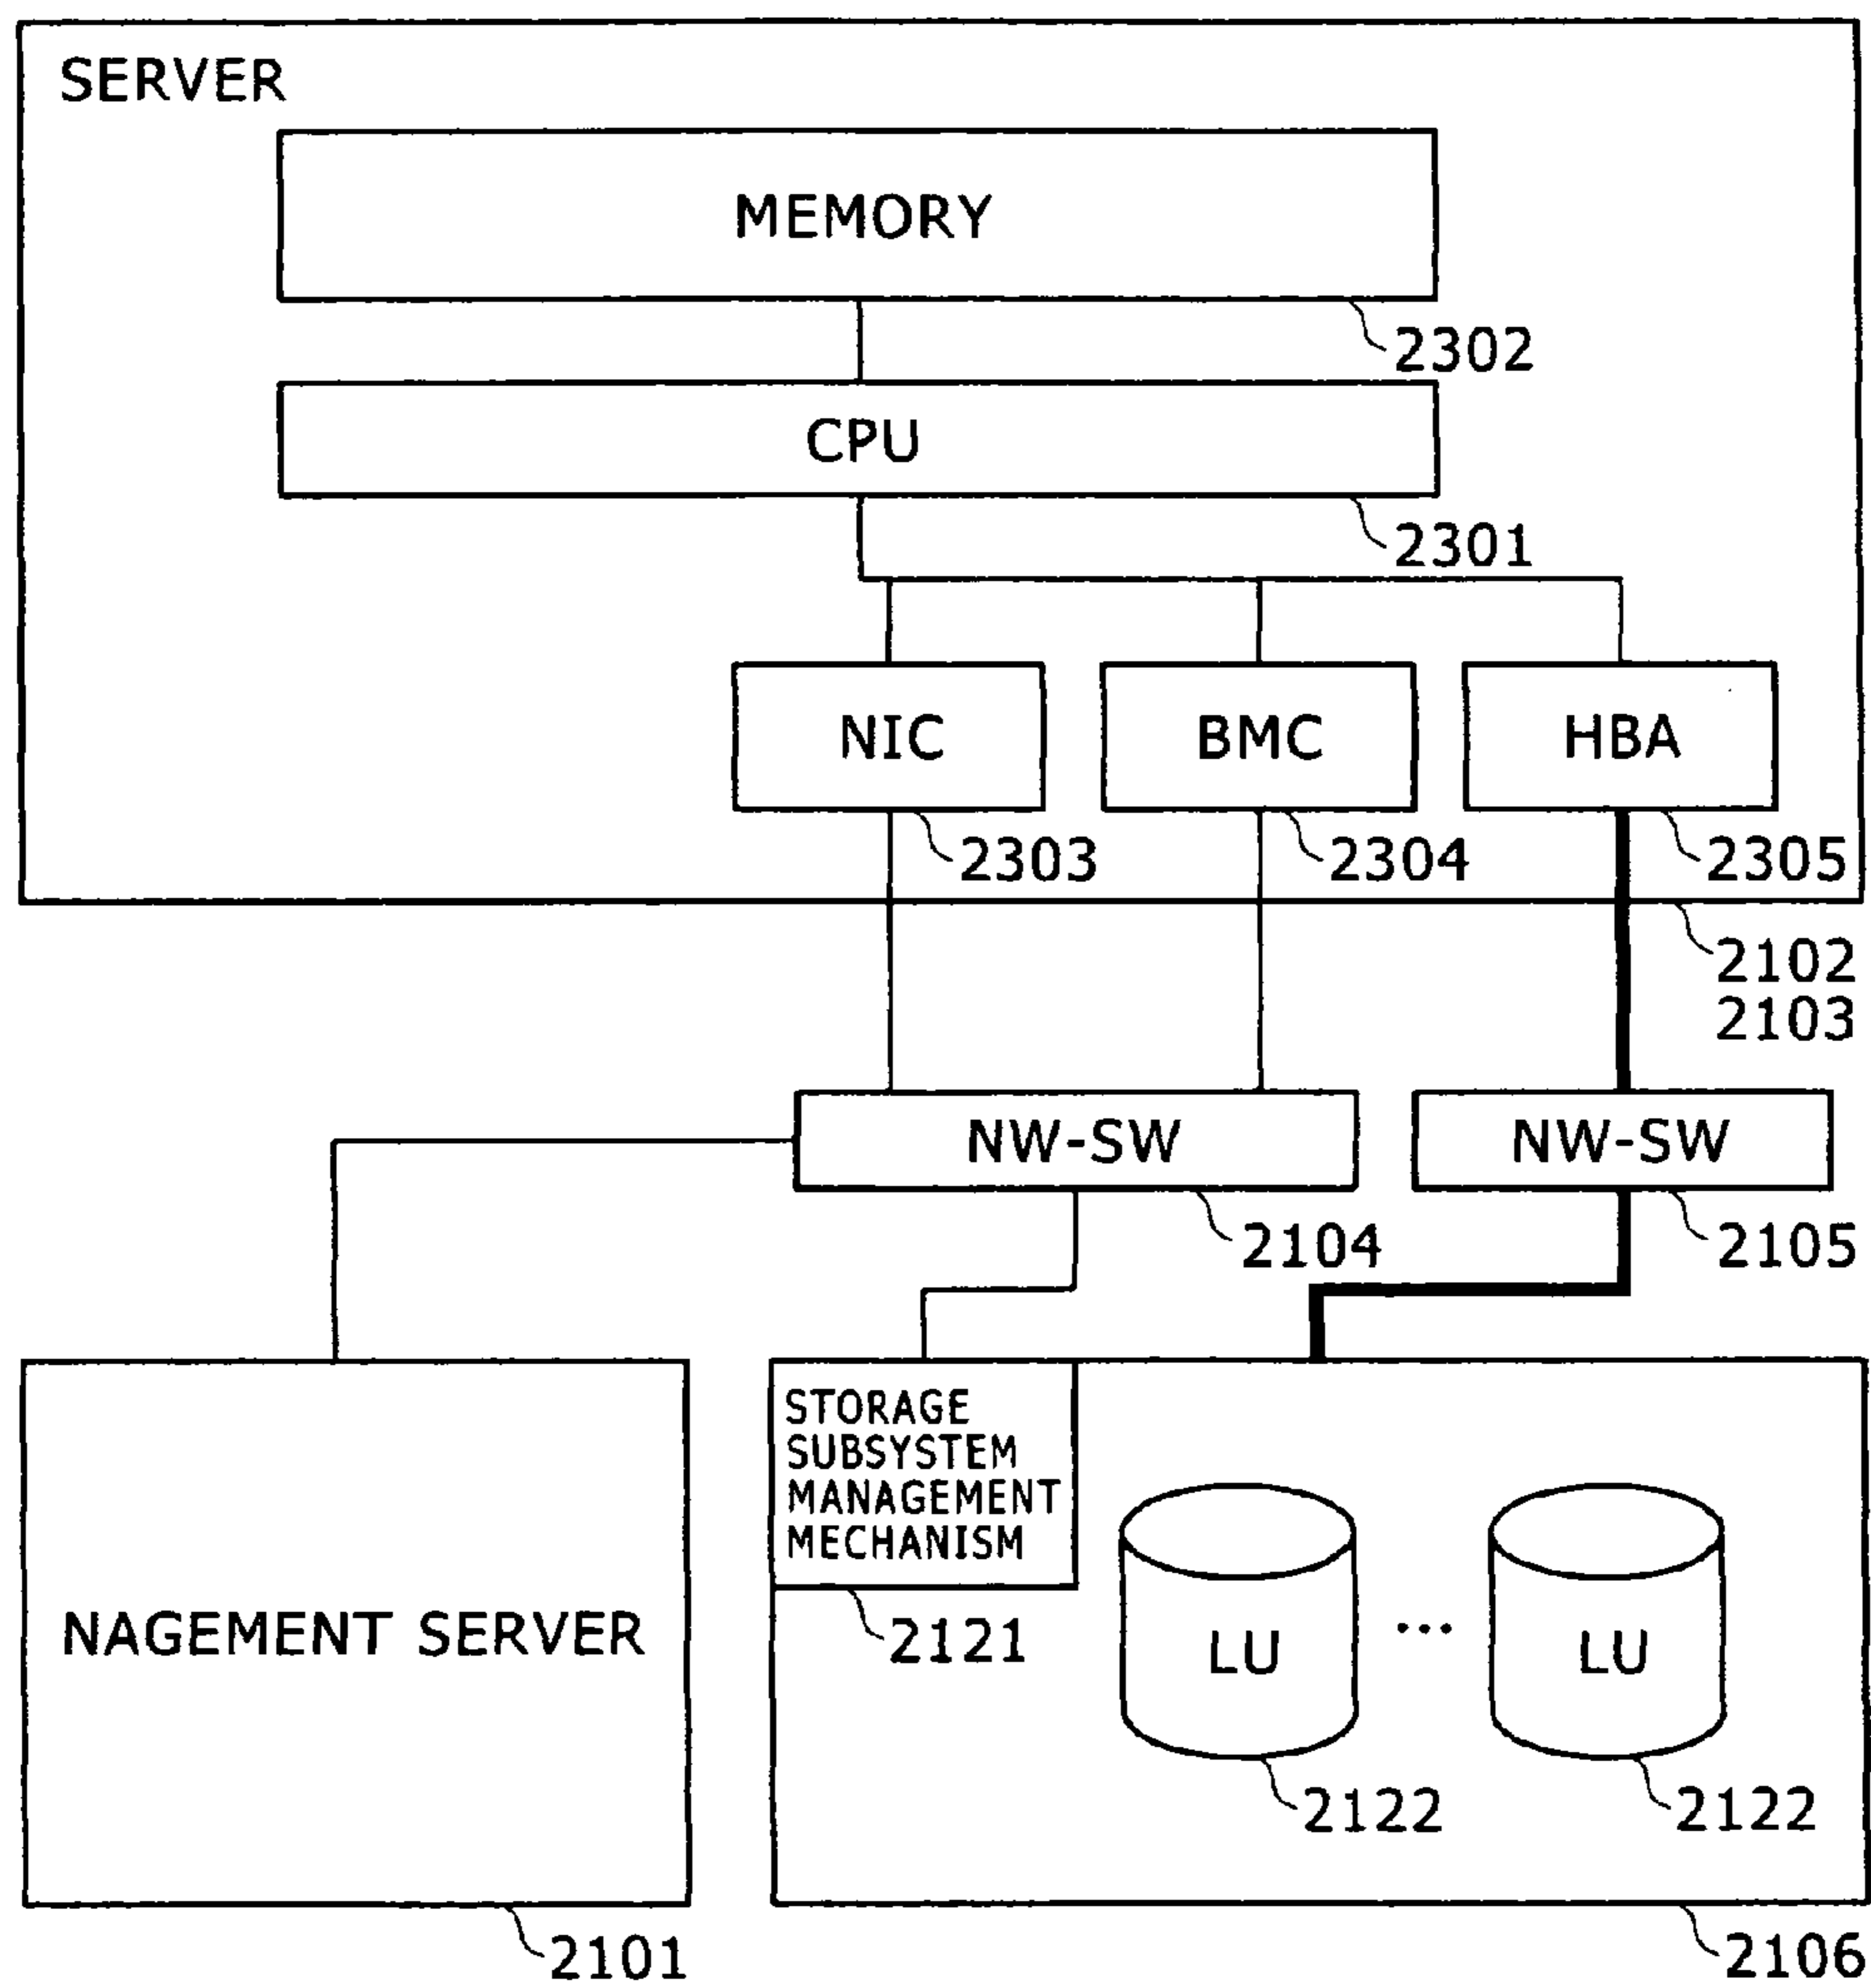 SERVER
MEMORY
2302
CPU
2301
NIC
BMC
HBA
2303
2304
2305
2102
2103
NW-SW
NW-SW
2104
2105
STORAGE
SUBSYSTEM
MANAGEMENT
MECHANISM
NAGEMENT SERVER
2121
LU
...
LU
2122
2122
2101
2106